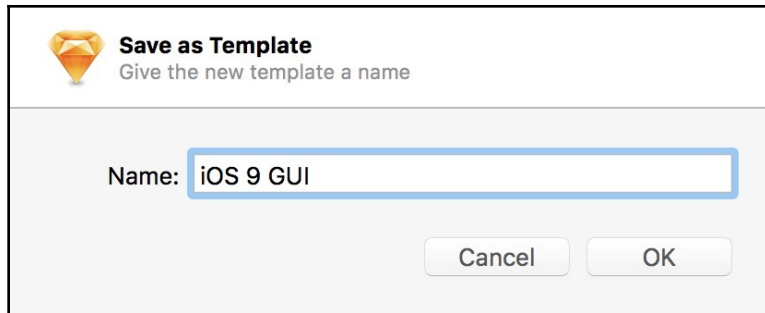 Save as Template
Give the new template a name
Name: iOS 9 GUI
Cancel OK